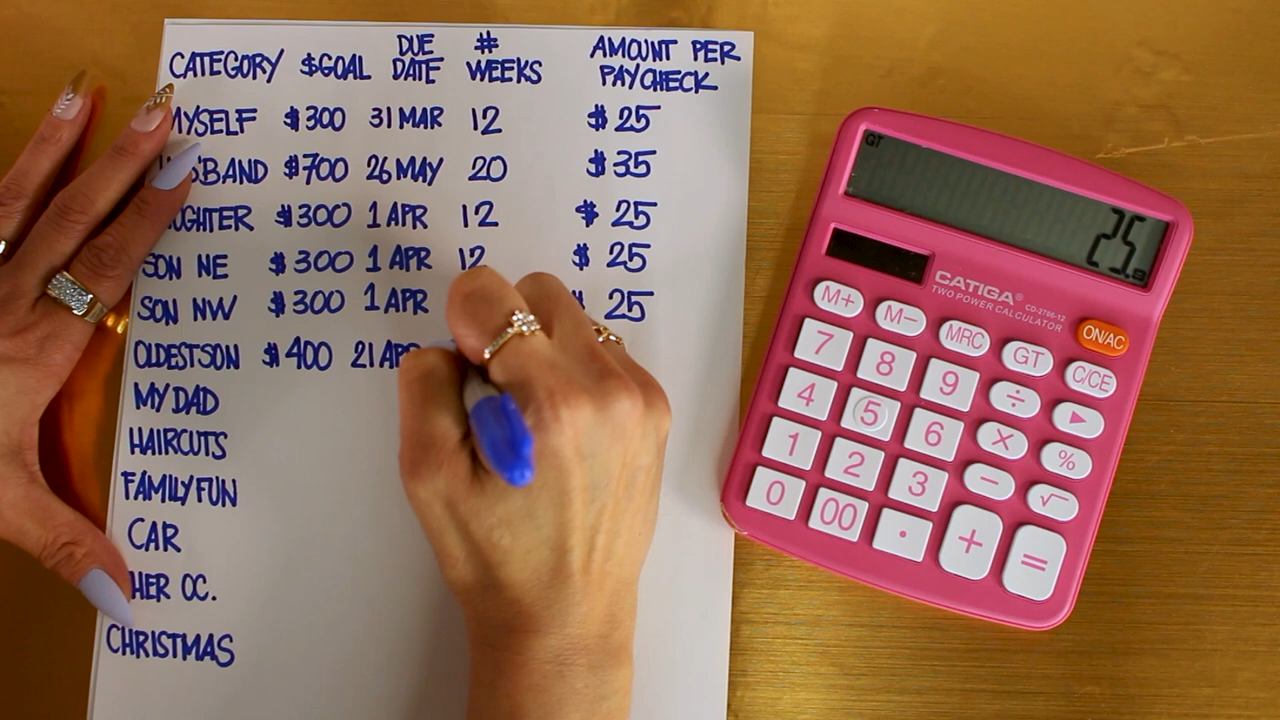 CATEGORY $GOAL DUE DATE # WEEKS AMOUNT PER PAYCHECK
MYSELF $300 31 MAR 12 $25
$700 26 MAY 20 $35
$300 1 APR 12 $25
SON NE $300 1 APR 12 $25
SON NW $300 1 APR 25
OLDEST SON $400 21 APR
MY DAD
HAIRCUTS
FAMILY FUN
CAR
OC.
CHRISTMAS
GT
25.
CATIGA®
TWO POWER CALCULATOR
CD-2786-12
M+ M- MRC GT ON/AC
7 8 9 ÷ C/CE
4 5 6 × ▶
1 2 3 − %
0 00 . + = √